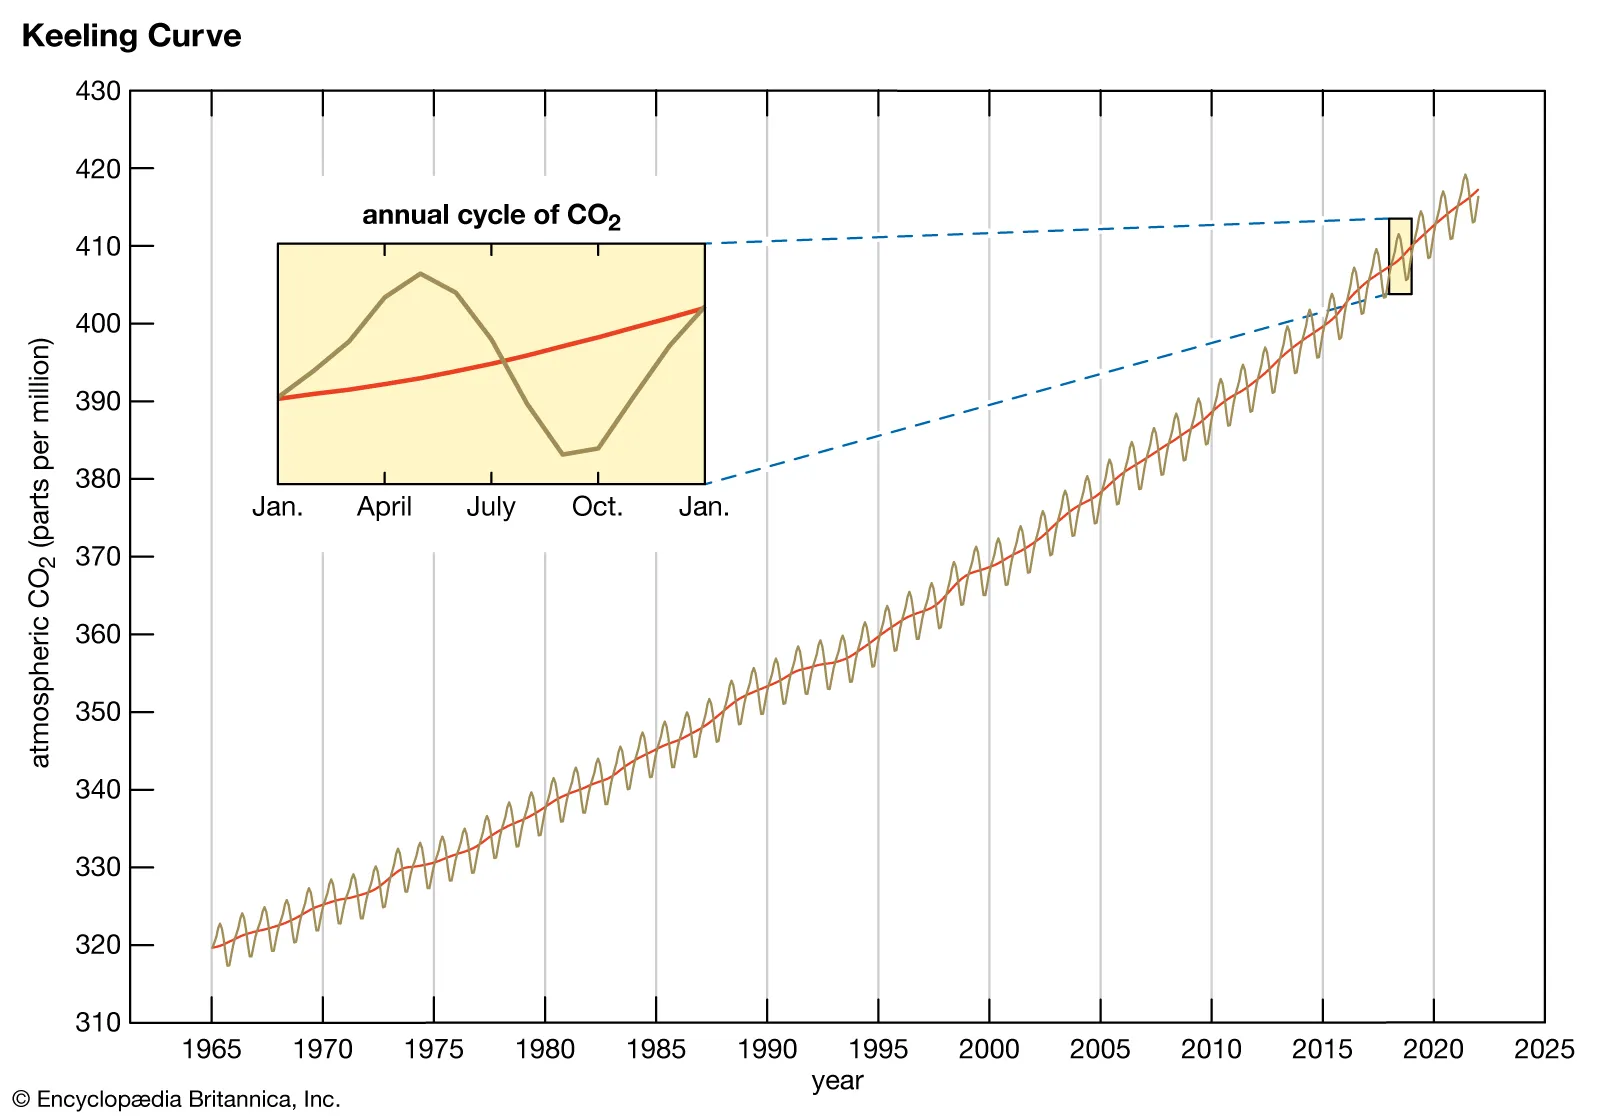 Keeling Curve
430
420
410
400
390
380
370
360
350
340
330
320
310
atmospheric CO₂ (parts per million)
annual cycle of CO₂
Jan. April July Oct. Jan.
1965 1970 1975 1980 1985 1990 1995 2000 2005 2010 2015 2020 2025
year
© Encyclopædia Britannica, Inc.